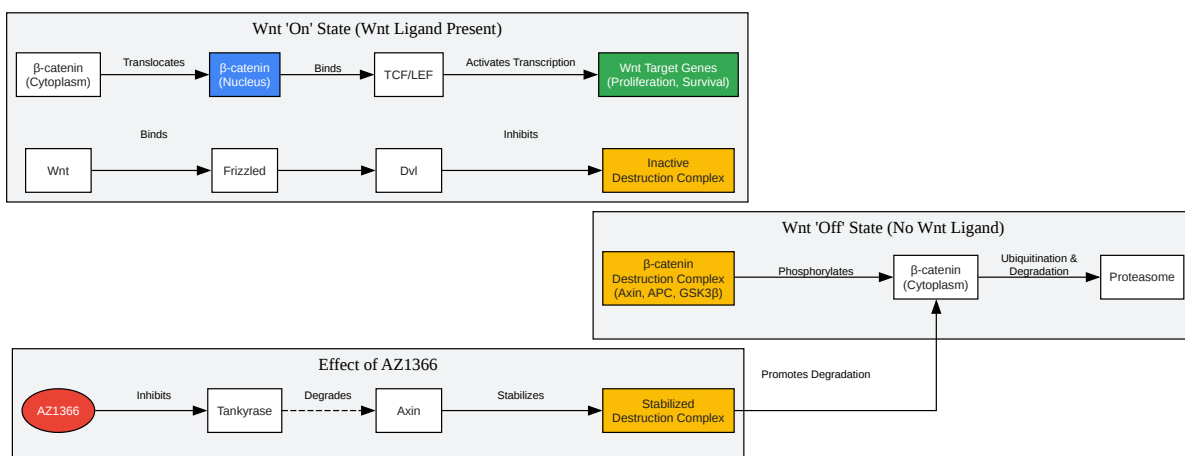 Wnt 'On' State (Wnt Ligand Present)
β-catenin
(Cytoplasm)
Translocates
β-catenin
(Nucleus)
Binds
TCF/LEF
Activates Transcription
Wnt Target Genes
(Proliferation, Survival)
Wnt
Binds
Frizzled
Dvl
Inhibits
Inactive
Destruction Complex
Wnt 'Off' State (No Wnt Ligand)
β-catenin
Destruction Complex
(Axin, APC, GSK3β)
Phosphorylates
β-catenin
(Cytoplasm)
Ubiquitination &
Degradation
Proteasome
Effect of AZ1366
AZ1366
Inhibits
Tankyrase
Degrades
Axin
Stabilizes
Stabilized
Destruction Complex
Promotes Degradation